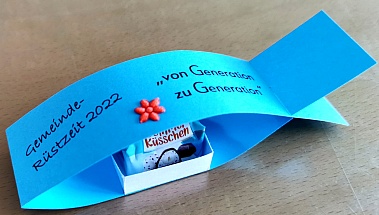 Gemeinde-
Rüstzeit 2022
„von Generation
zu Generation"
Küsschen